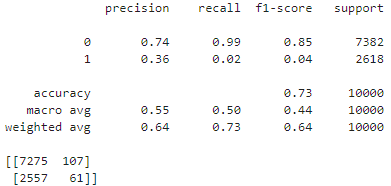 precision recall f1-score support
0 0.74 0.99 0.85 7382
1 0.36 0.02 0.04 2618
accuracy 0.73 10000
macro avg 0.55 0.50 0.44 10000
weighted avg 0.64 0.73 0.64 10000
[[7275 107]
[2557 61]]